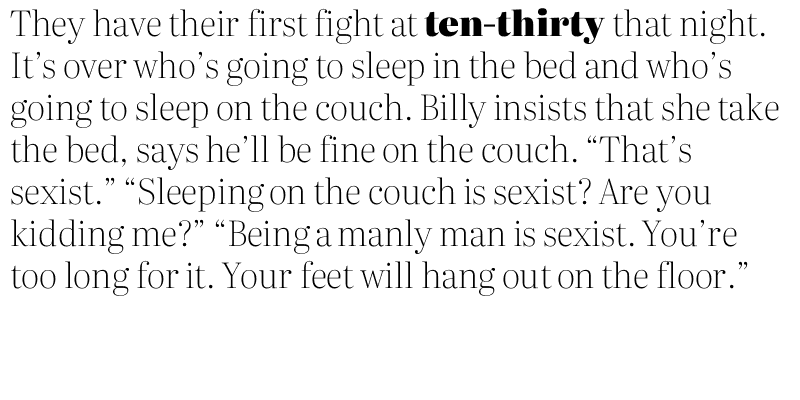 They have their first fight at ten-thirty that night.
It’s over who’s going to sleep in the bed and who’s
going to sleep on the couch. Billy insists that she take
the bed, says he’ll be fine on the couch. “That’s
sexist.” “Sleeping on the couch is sexist? Are you
kidding me?” “Being a manly man is sexist. You’re
too long for it. Your feet will hang out on the floor.”